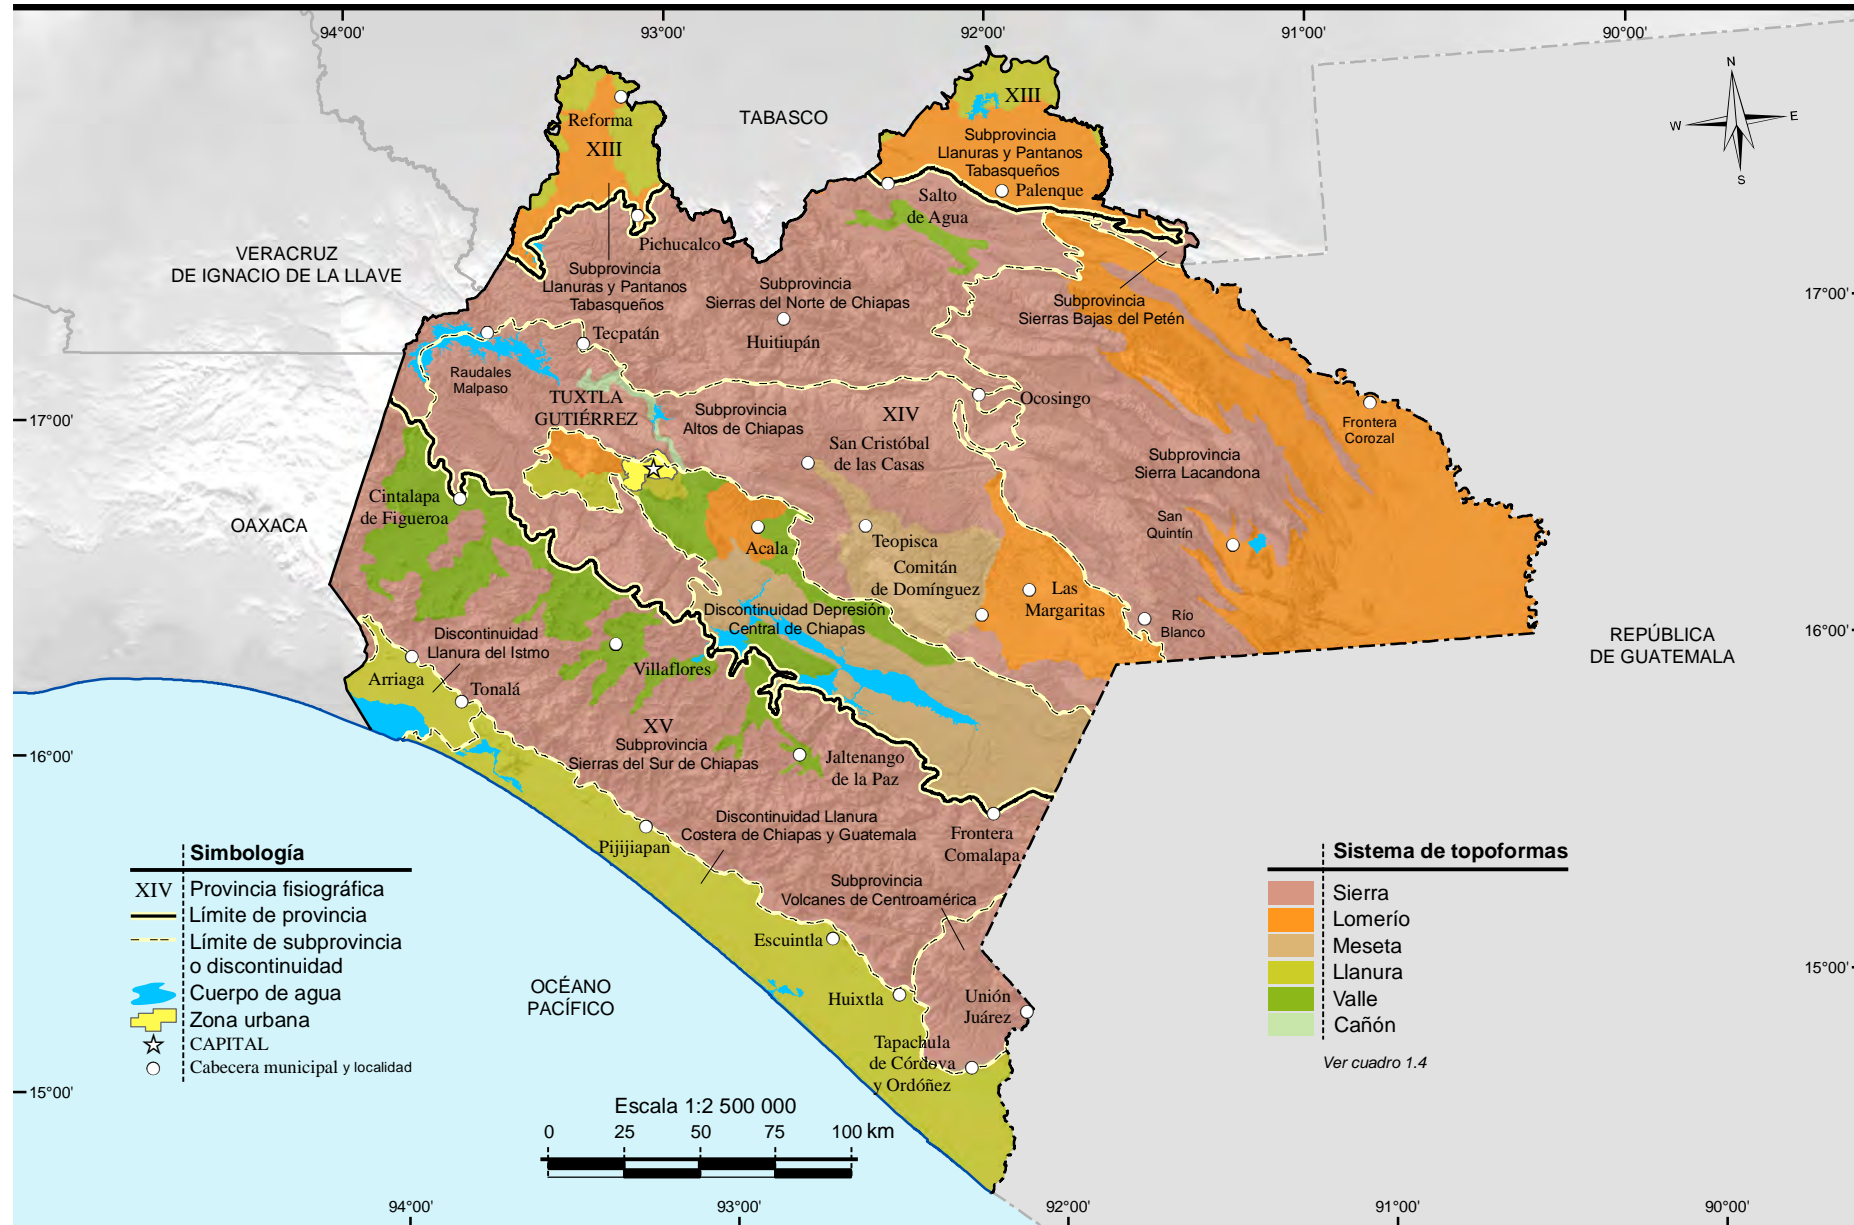 94°00'
93°00'
92°00'
91°00'
90°00'
N
W
E
S
TABASCO
XIII
Reforma
XIII
Subprovincia
Llanuras y Pantanos
Tabasqueños
Palenque
Salto
de Agua
VERACRUZ
DE IGNACIO DE LA LLAVE
Pichucalco
Subprovincia
Llanuras y Pantanos
Tabasqueños
Subprovincia
Sierras del Norte de Chiapas
Huitiupán
Subprovincia
Sierras Bajas del Petén
17°00'
Tecpatán
Raudales
Malpaso
TUXTLA
GUTIÉRREZ
Subprovincia
Altos de Chiapas
XIV
Ocosingo
San Cristóbal
de las Casas
Frontera
Corozal
17°00'
Subprovincia
Sierra Lacandona
Cintalapa
de Figueroa
OAXACA
San
Quintín
Acala
Teopisca
Comitán
de Domínguez
Las
Margaritas
Discontinuidad Depresión
Central de Chiapas
Río
Blanco
16°00'
REPÚBLICA
DE GUATEMALA
Discontinuidad
Llanura del Istmo
Villaflores
Arriaga
Tonalá
XV
Subprovincia
Sierras del Sur de Chiapas
Jaltenango
de la Paz
16°00'
Discontinuidad Llanura
Costera de Chiapas y Guatemala
Frontera
Comalapa
Pijijiapan
Subprovincia
Volcanes de Centroamérica
Escuintla
15°00'
OCÉANO
PACÍFICO
Huixtla
Unión
Juárez
Tapachula
de Córdova
y Ordóñez
15°00'
Simbología
XIV Provincia fisiográfica
Límite de provincia
Límite de subprovincia
o discontinuidad
Cuerpo de agua
Zona urbana
CAPITAL
Cabecera municipal y localidad
Sistema de topoformas
Sierra
Lomerío
Meseta
Llanura
Valle
Cañón
Ver cuadro 1.4
Escala 1:2 500 000
0 25 50 75 100 km
94°00'
93°00'
92°00'
91°00'
90°00'